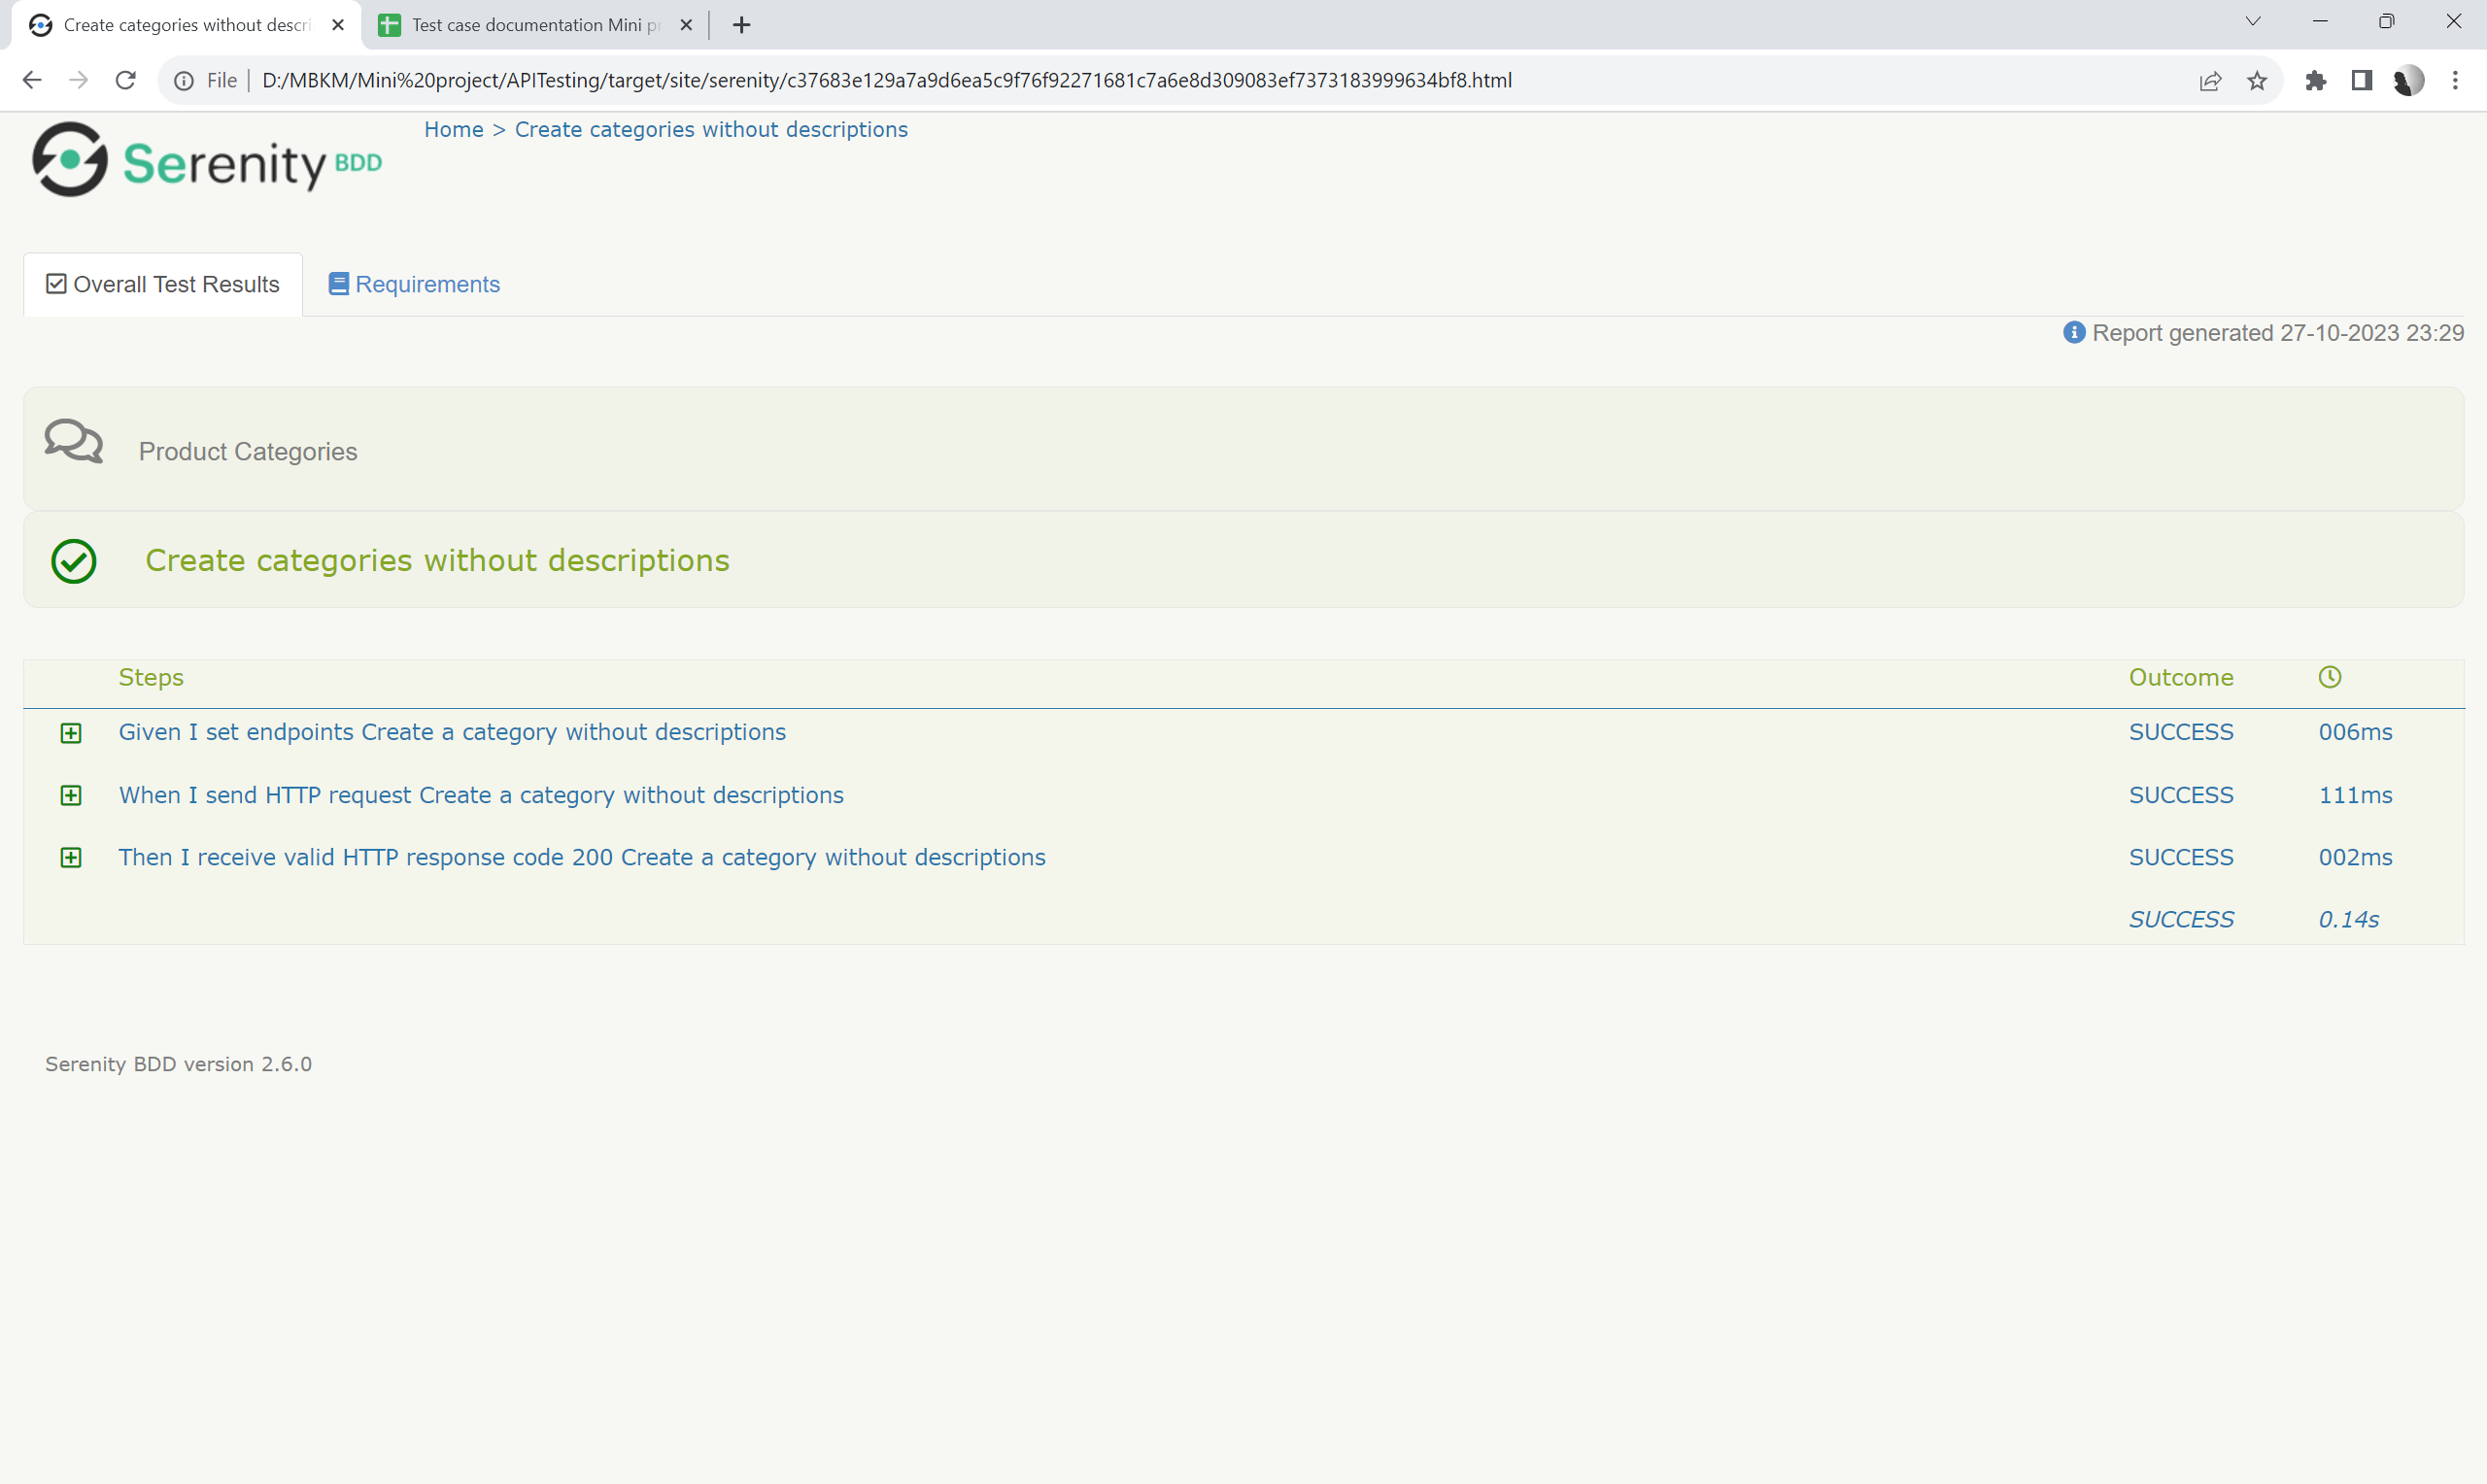 Create categories without descri
Test case documentation Mini p
File
D:/MBKM/Mini%20project/APITesting/target/site/serenity/c37683e129a7a9d6ea5c9f76f92271681c7a6e8d309083ef7373183999634bf8.html
Serenity BDD
Home > Create categories without descriptions
Overall Test Results
Requirements
Report generated 27-10-2023 23:29
Product Categories
Create categories without descriptions
Steps Outcome
Given I set endpoints Create a category without descriptions SUCCESS 006ms
When I send HTTP request Create a category without descriptions SUCCESS 111ms
Then I receive valid HTTP response code 200 Create a category without descriptions SUCCESS 002ms
SUCCESS 0.14s
Serenity BDD version 2.6.0